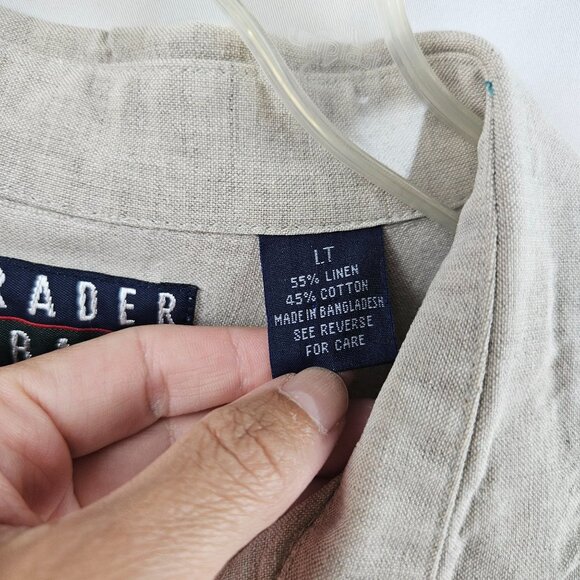 RADER
LT
55% LINEN
45% COTTON
MADE IN BANGLADESH
SEE REVERSE
FOR CARE